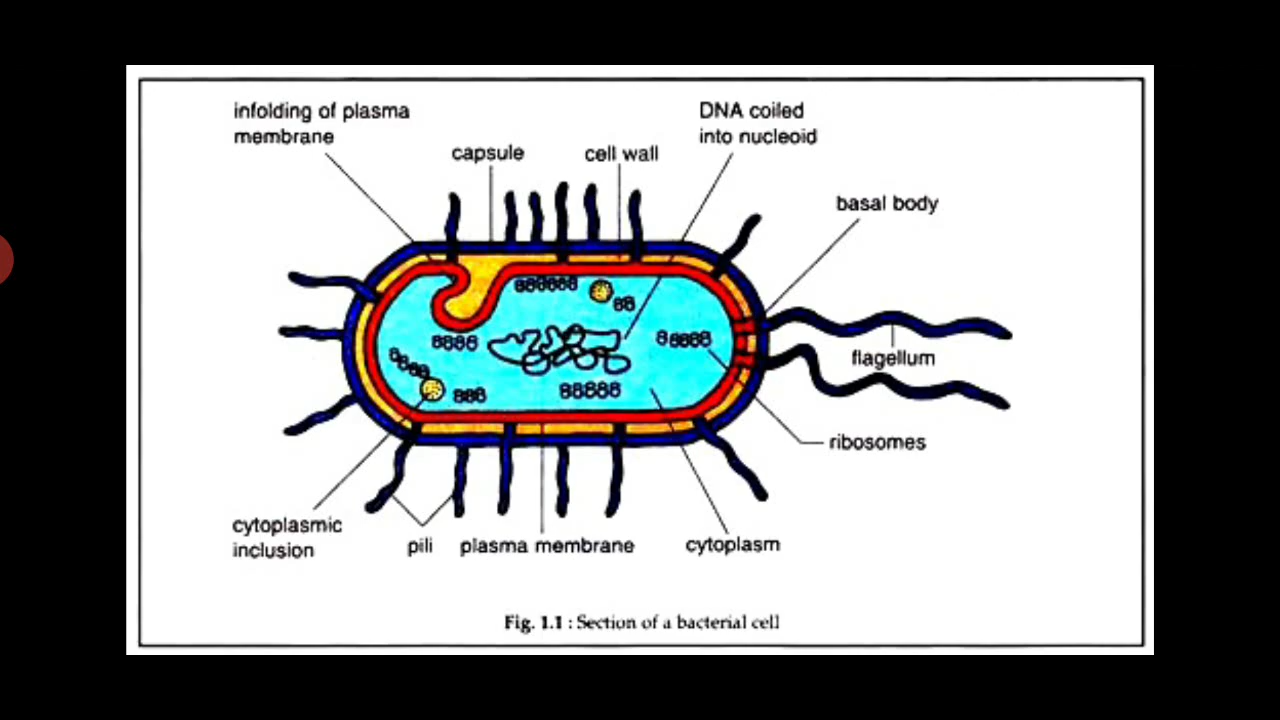 infolding of plasma
membrane
DNA coiled
into nucleoid
capsule
cell wall
basal body
flagellum
ribosomes
cytoplasmic
inclusion
pili
plasma membrane
cytoplasm
Fig. 1.1 : Section of a bacterial cell